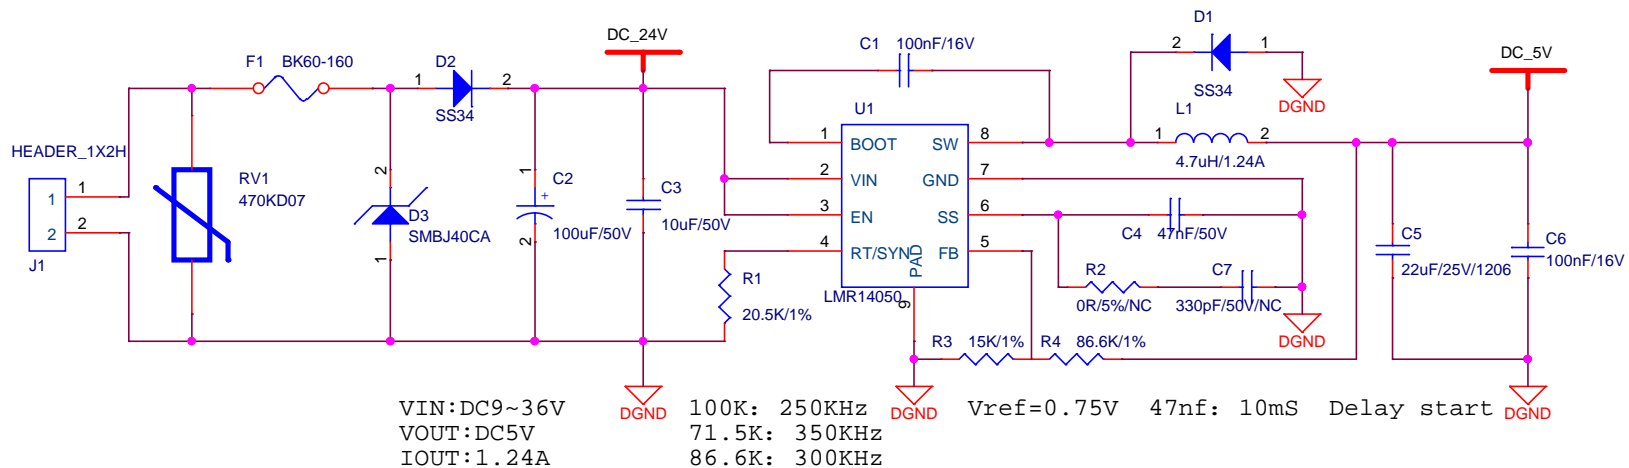 DC_24V
D1
C1 100nF/16V
2 1
F1 BK60-160
D2
DC_5V
1 2
SS34
SS34
DGND
U1
L1
HEADER_1X2H
1 BOOT SW 8
1 2
4.7uH/1.24A
RV1
470KD07
2
1
C2
C3
2 VIN GND 7
1 1
D3
SMBJ40CA
+
100uF/50V
10uF/50V
3 EN SS 6
C4 47nF/50V
2 2
J1
1
2
4 RT/SYN FB 5
PAD
C5
22uF/25V/1206
C6
100nF/16V
R1
20.5K/1%
LMR14050
9
R2
0R/5%/NC
C7
330pF/50V/NC
DGND
R3 15K/1% R4 86.6K/1%
DGND
DGND
DGND
VIN:DC9~36V 100K: 250KHz Vref=0.75V 47nf: 10mS Delay start
VOUT:DC5V 71.5K: 350KHz
IOUT:1.24A 86.6K: 300KHz